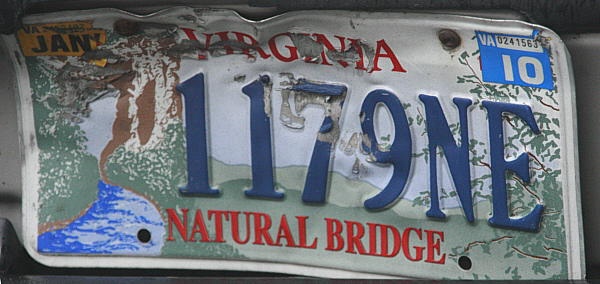 JAN
VIRGINIA
VA 0241563
10
1179NE
NATURAL BRIDGE